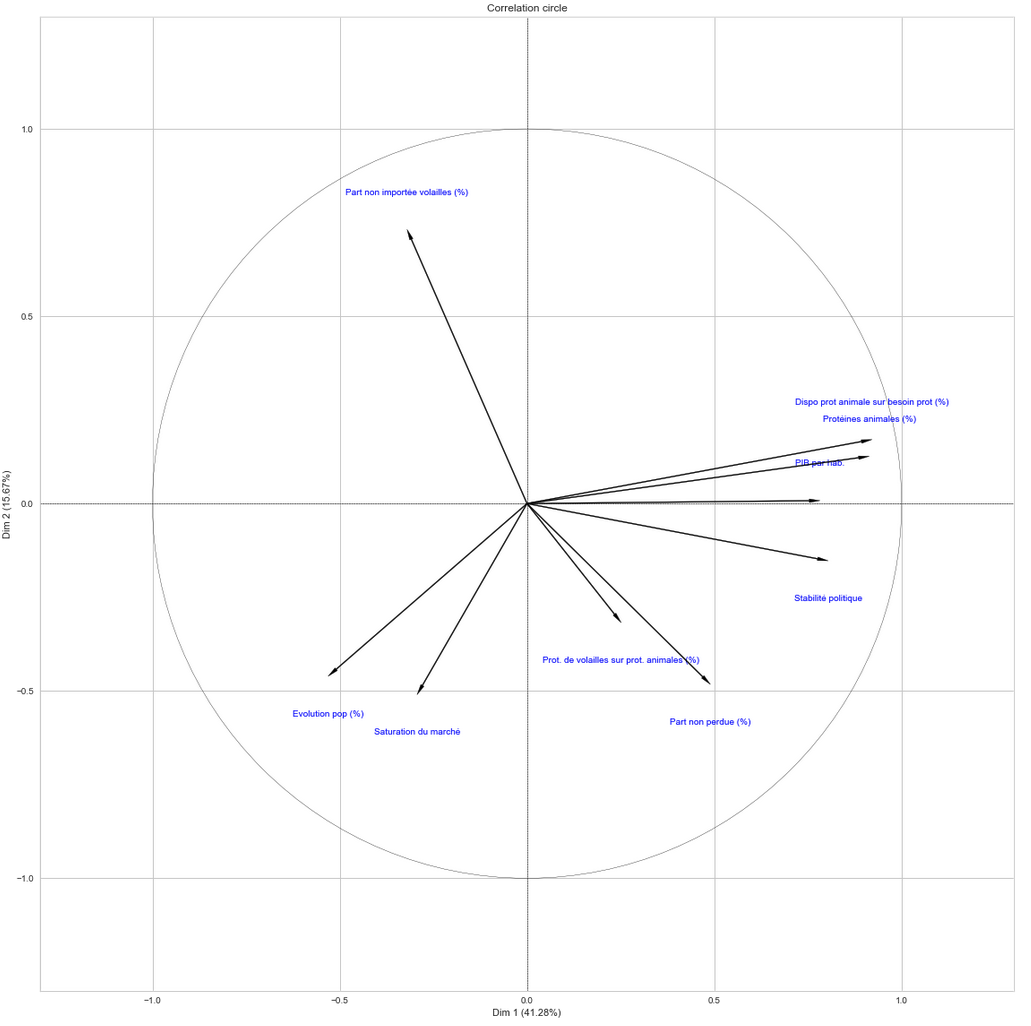 Correlation circle
1.0
Part non importée volailles (%)
0.5
Dispo prot animale sur besoin prot (%)
Protéines animales (%)
PIB par hab.
0.0
Dim 2 (15.67%)
Stabilité politique
Prot. de volailles sur prot. animales (%)
−0.5
Evolution pop (%)
Part non perdue (%)
Saturation du marché
−1.0
−1.0
−0.5
0.0
0.5
1.0
Dim 1 (41.28%)